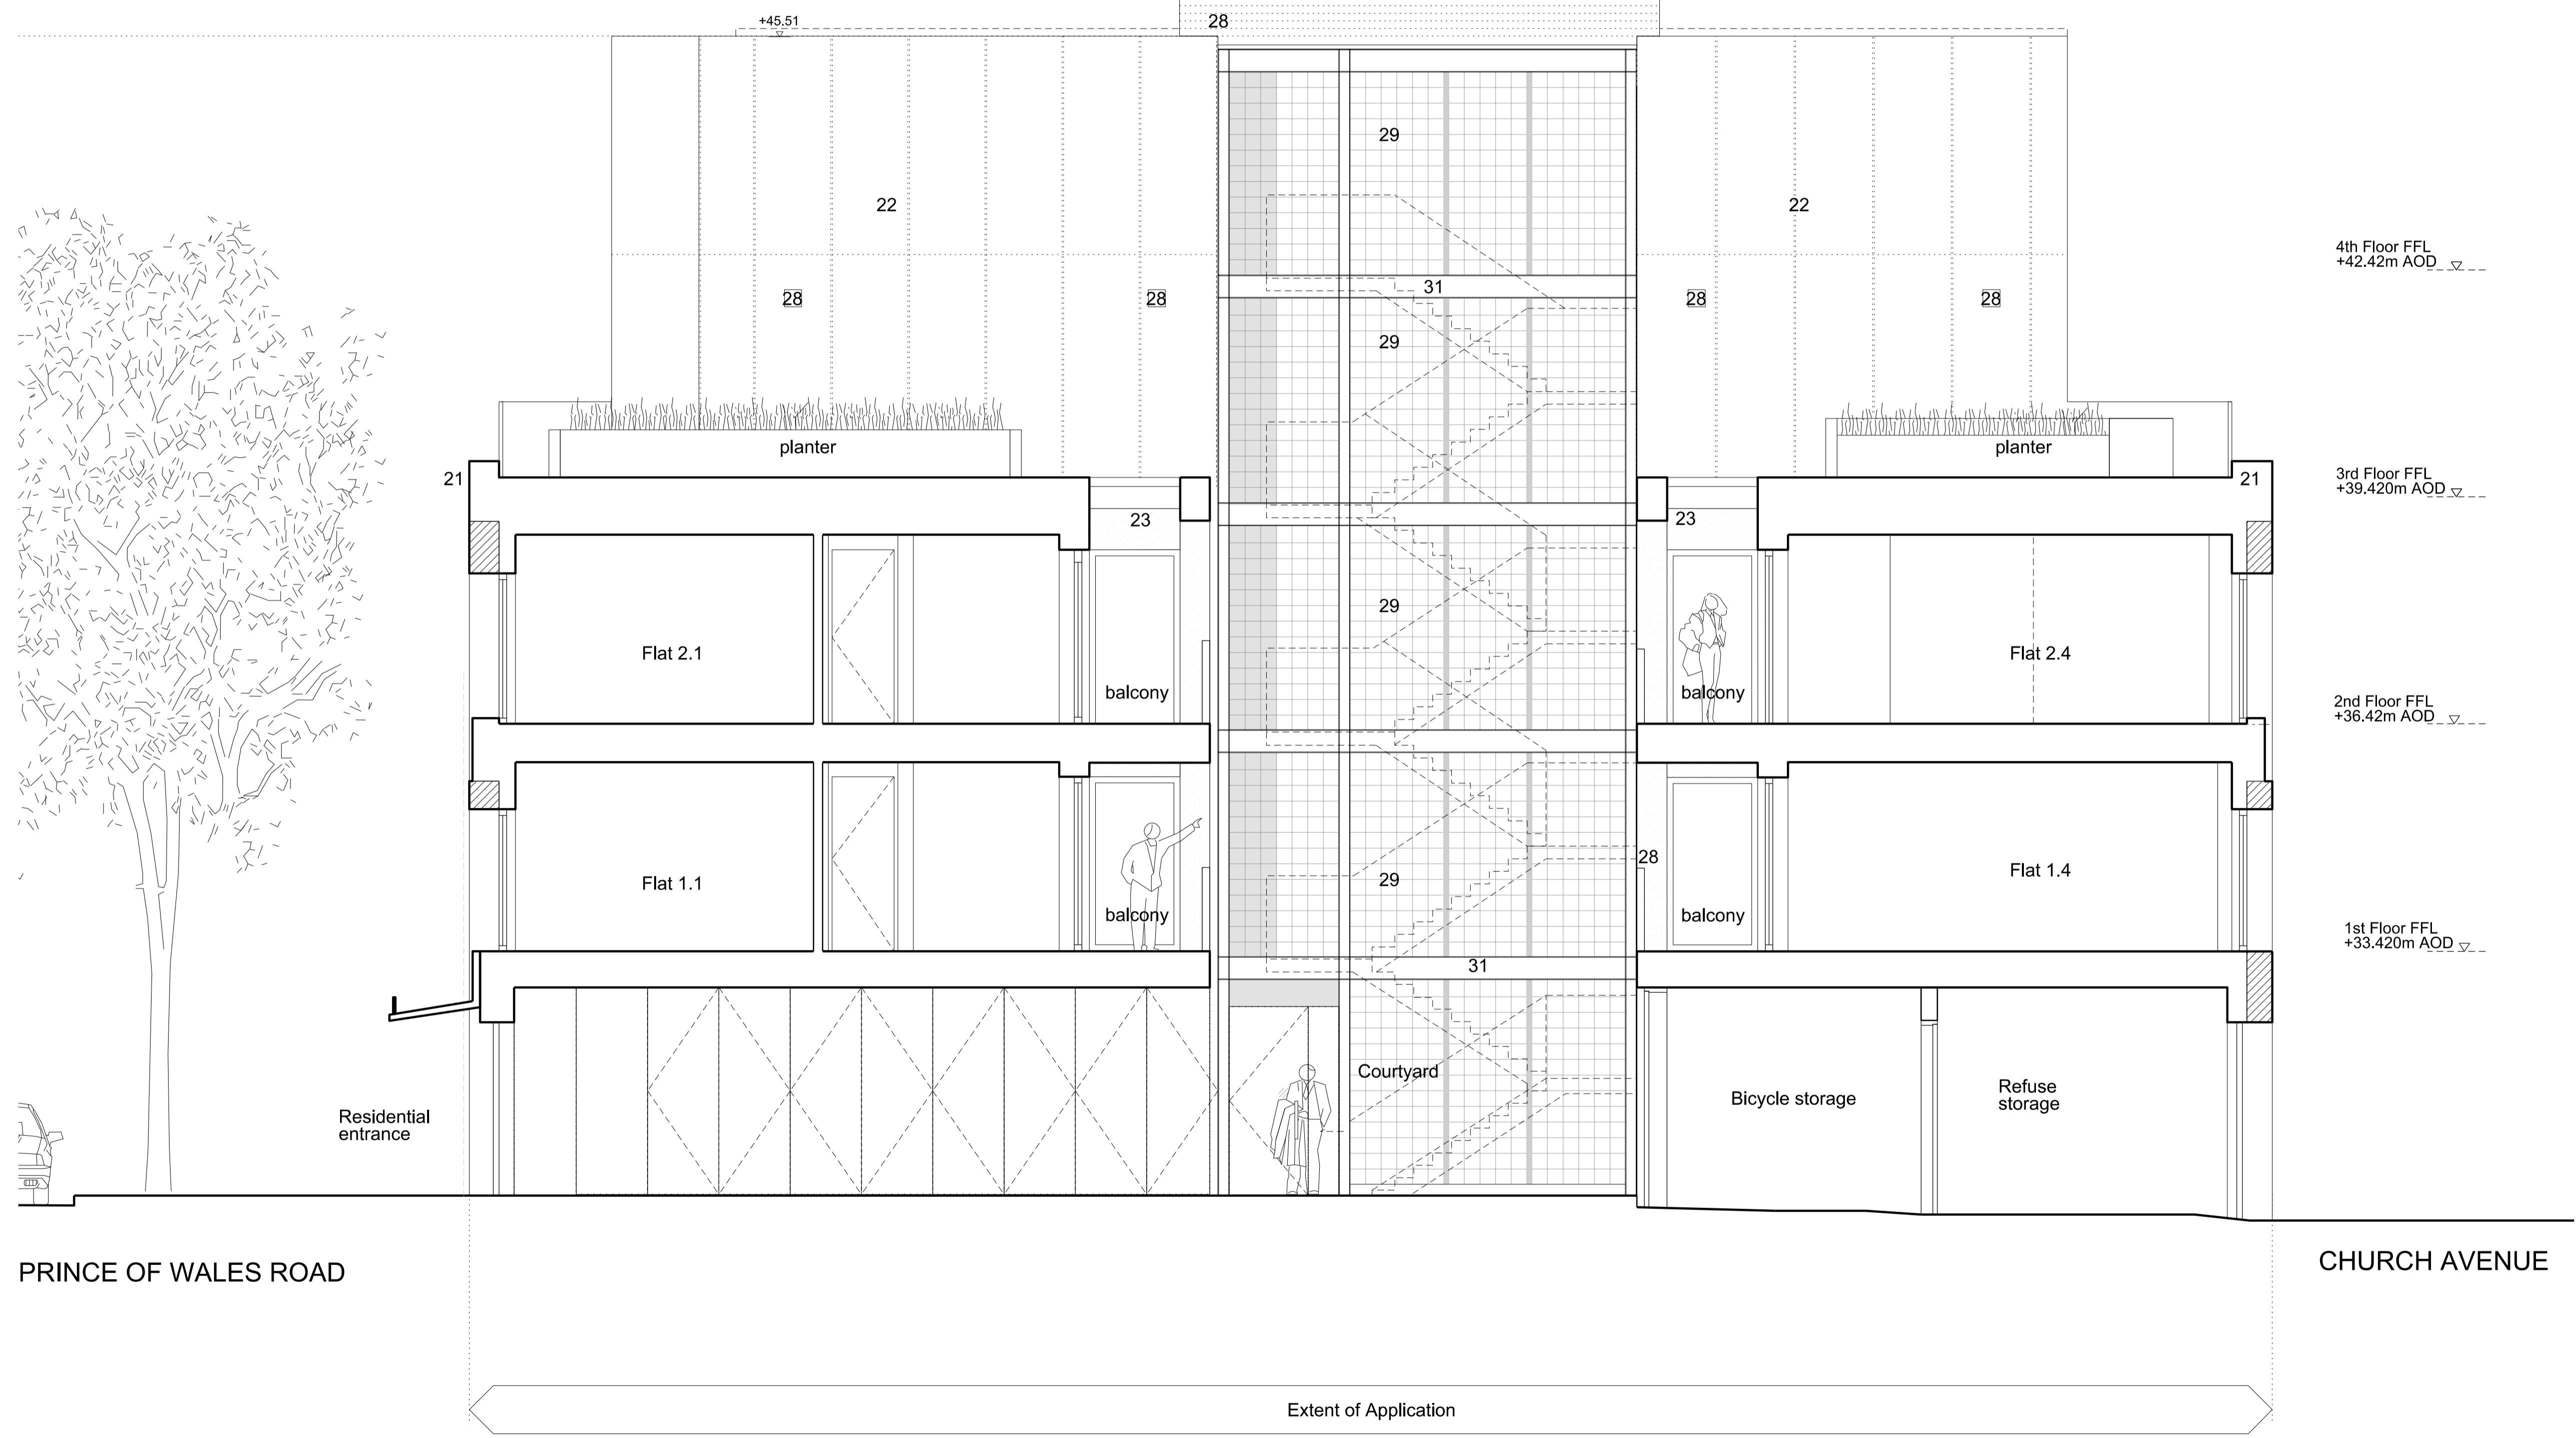 28
+45.51
29
22
22
4th Floor FFL
+42.42m AOD
31
28
28
28
28
29
planter
planter
21
3rd Floor FFL
+39.420m AOD
21
23
23
29
Flat 2.1
Flat 2.4
balcony
balcony
2nd Floor FFL
+36.42m AOD
28
Flat 1.1
29
Flat 1.4
balcony
balcony
1st Floor FFL
+33.420m AOD
31
Courtyard
Bicycle storage
Refuse
storage
Residential
entrance
PRINCE OF WALES ROAD
CHURCH AVENUE
Extent of Application